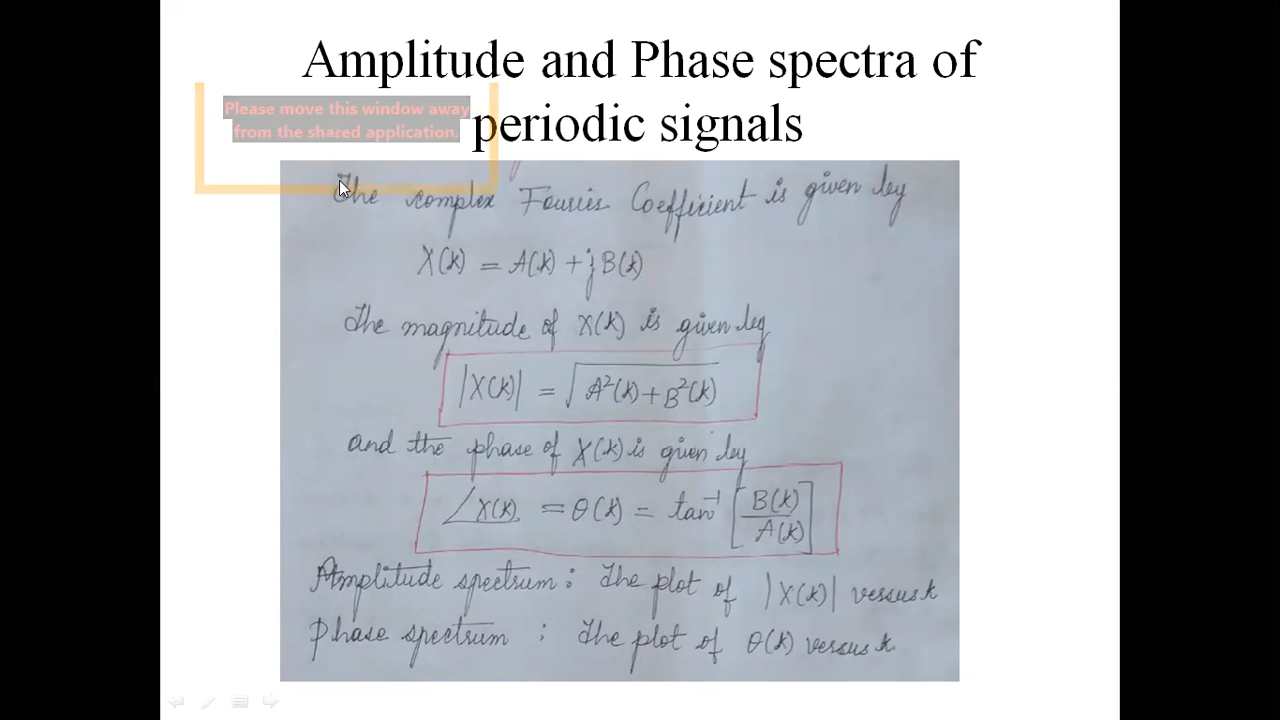 Amplitude and Phase spectra of
periodic signals
Please move this window away
from the shared application.
The complex Fourier Coefficient is given by
X(k) = A(k) + j B(k)
The magnitude of X(k) is given by
|X(k)| = √A²(k) + B²(k)
and the phase of X(k) is given by
∠X(k) = θ(k) = tan⁻¹ [B(k)/A(k)]
Amplitude spectrum : The plot of |X(k)| versus k
Phase spectrum : The plot of θ(k) versus k